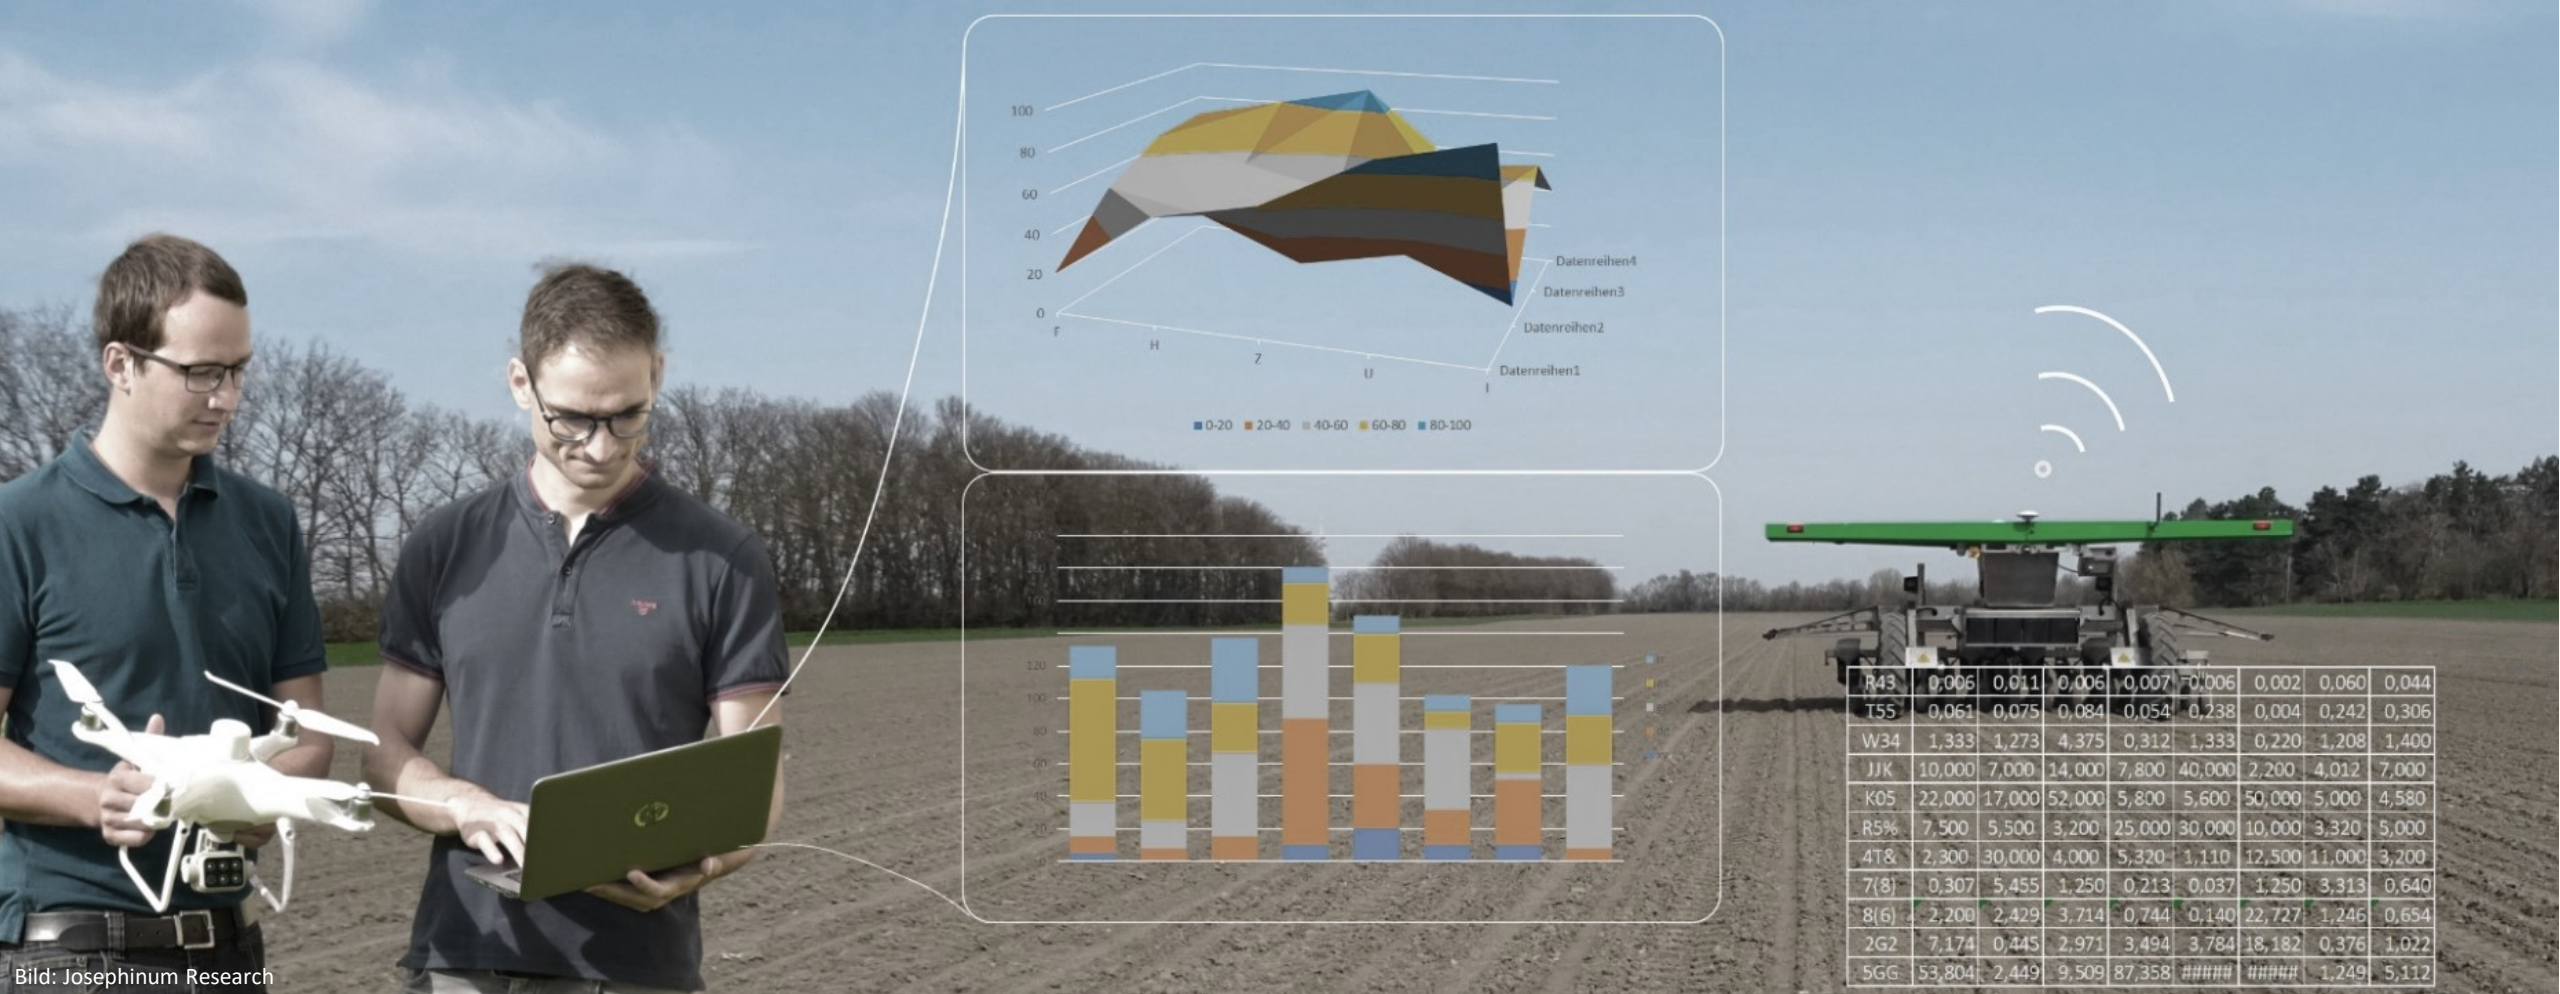 100
80
60
40
20
0
F
H
Z
U
I
Datenreihen4
Datenreihen3
Datenreihen2
Datenreihen1
0-20 20-40 40-60 60-80 80-100
120
100
80
60
40
20
R43 0,006 0,011 0,006 0,007 0,006 0,002 0,060 0,044
T55 0,061 0,075 0,084 0,054 0,238 0,004 0,242 0,306
W34 1,333 1,273 4,375 0,312 1,333 0,220 1,208 1,400
JJK 10,000 7,000 14,000 7,800 40,000 2,200 4,012 7,000
K05 22,000 17,000 52,000 5,800 5,600 50,000 5,000 4,580
R5% 7,500 5,500 3,200 25,000 30,000 10,000 3,320 5,000
4T& 2,300 30,000 4,000 5,320 1,110 12,500 11,000 3,200
7(8) 0,307 5,455 1,250 0,213 0,037 1,250 3,313 0,640
8(6) 2,200 2,429 3,714 0,744 0,140 22,727 1,246 0,654
2G2 7,174 0,445 2,971 3,494 3,784 18,182 0,376 1,022
5GG 53,804 2,449 9,509 87,358 ##### ##### 1,249 5,112
hp
Bild: Josephinum Research